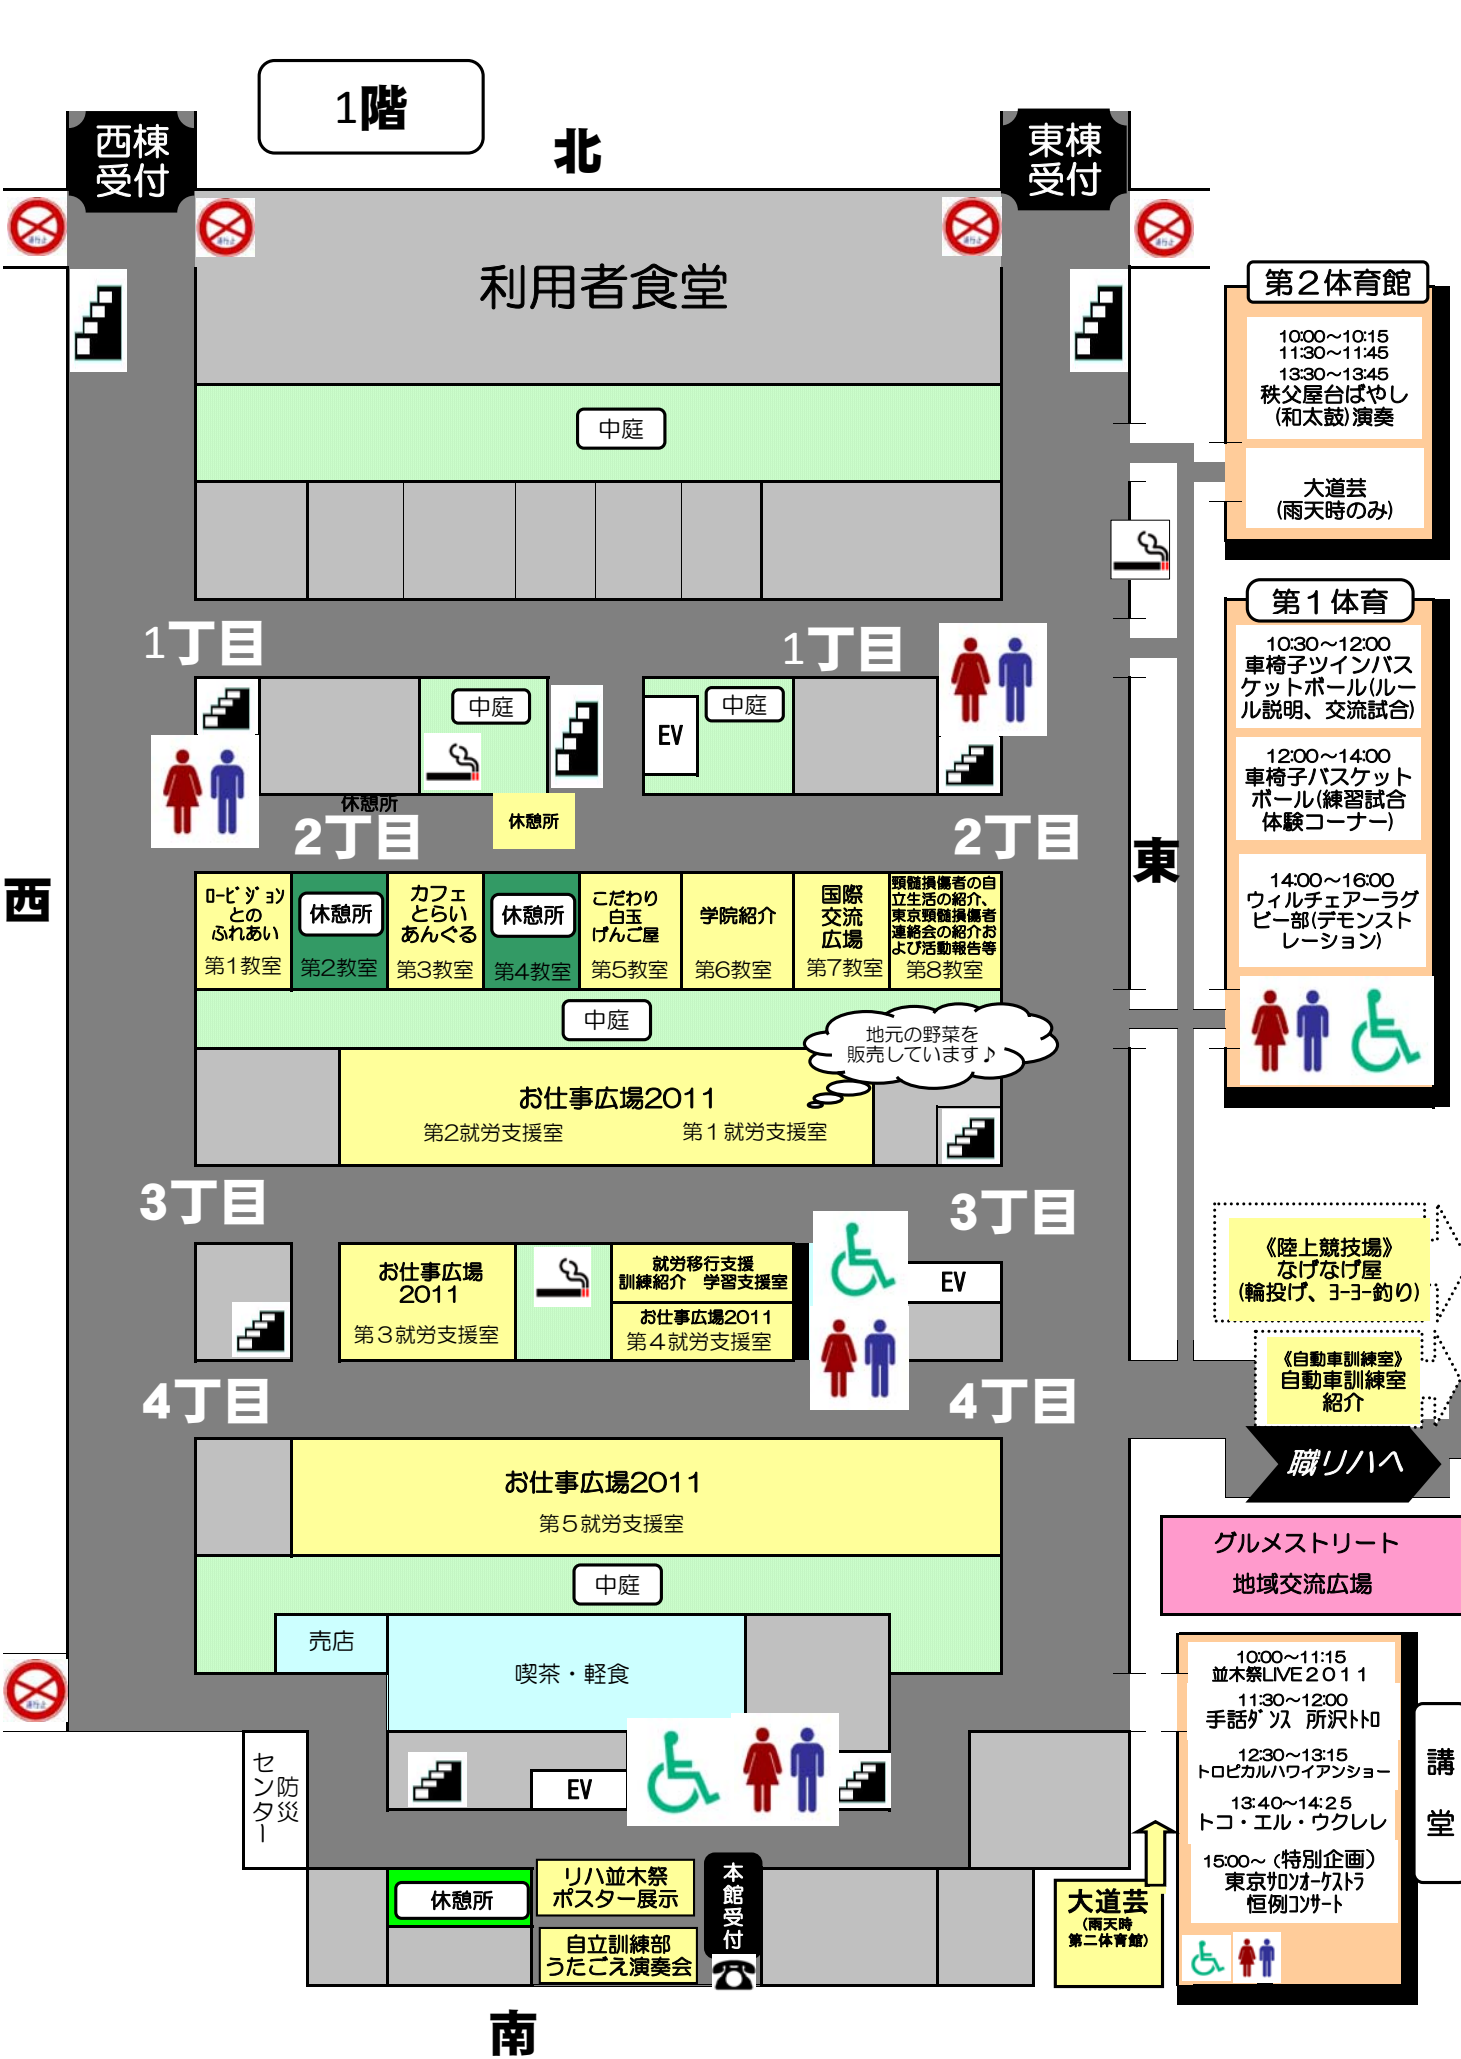 1階
北
西棟
受付
東棟
受付
利用者食堂
中庭
第2体育館
10:00～10:15
11:30～11:45
13:30～13:45
秩父屋台ばやし
(和太鼓)演奏
大道芸
(雨天時のみ)
1丁目
1丁目
中庭
EV
中庭
休憩所
休憩所
2丁目
2丁目
第1体育
10:30～12:00
車椅子ツインバス
ケットボール(ルー
ル説明、交流試合)
12:00～14:00
車椅子バスケット
ボール(練習試合
体験コーナー)
14:00～16:00
ウィルチェアーラグ
ビー部(デモンスト
レーション)
西
東
ロービジョン
との
ふれあい
第1教室
休憩所
第2教室
カフェ
とらい
あんぐる
第3教室
休憩所
第4教室
こだわり
白玉
げんご屋
第5教室
学院紹介
第6教室
国際
交流
広場
第7教室
頸髄損傷者の自
立生活の紹介、
東京頸髄損傷者
連絡会の紹介お
よび活動報告等
第8教室
中庭
地元の野菜を
販売しています♪
お仕事広場2011
第2就労支援室
第1就労支援室
3丁目
3丁目
お仕事広場
2011
第3就労支援室
就労移行支援
訓練紹介　学習支援室
お仕事広場2011
第4就労支援室
EV
《陸上競技場》
なげなげ屋
(輪投げ、ヨーヨー釣り)
《自動車訓練室》
自動車訓練室
紹介
4丁目
4丁目
職リハへ
お仕事広場2011
第5就労支援室
グルメストリート
地域交流広場
中庭
売店
喫茶・軽食
EV
防災
センター
10:00～11:15
並木祭LIVE2011
11:30～12:00
手話ダンス　所沢トトロ
12:30～13:15
トロピカルハワイアンショー
13:40～14:25
トコ・エル・ウクレレ
15:00～（特別企画）
東京サロンオーケストラ
恒例コンサート
講堂
休憩所
リハ並木祭
ポスター展示
自立訓練部
うたごえ演奏会
本館受付
大道芸
(雨天時
第二体育館)
南